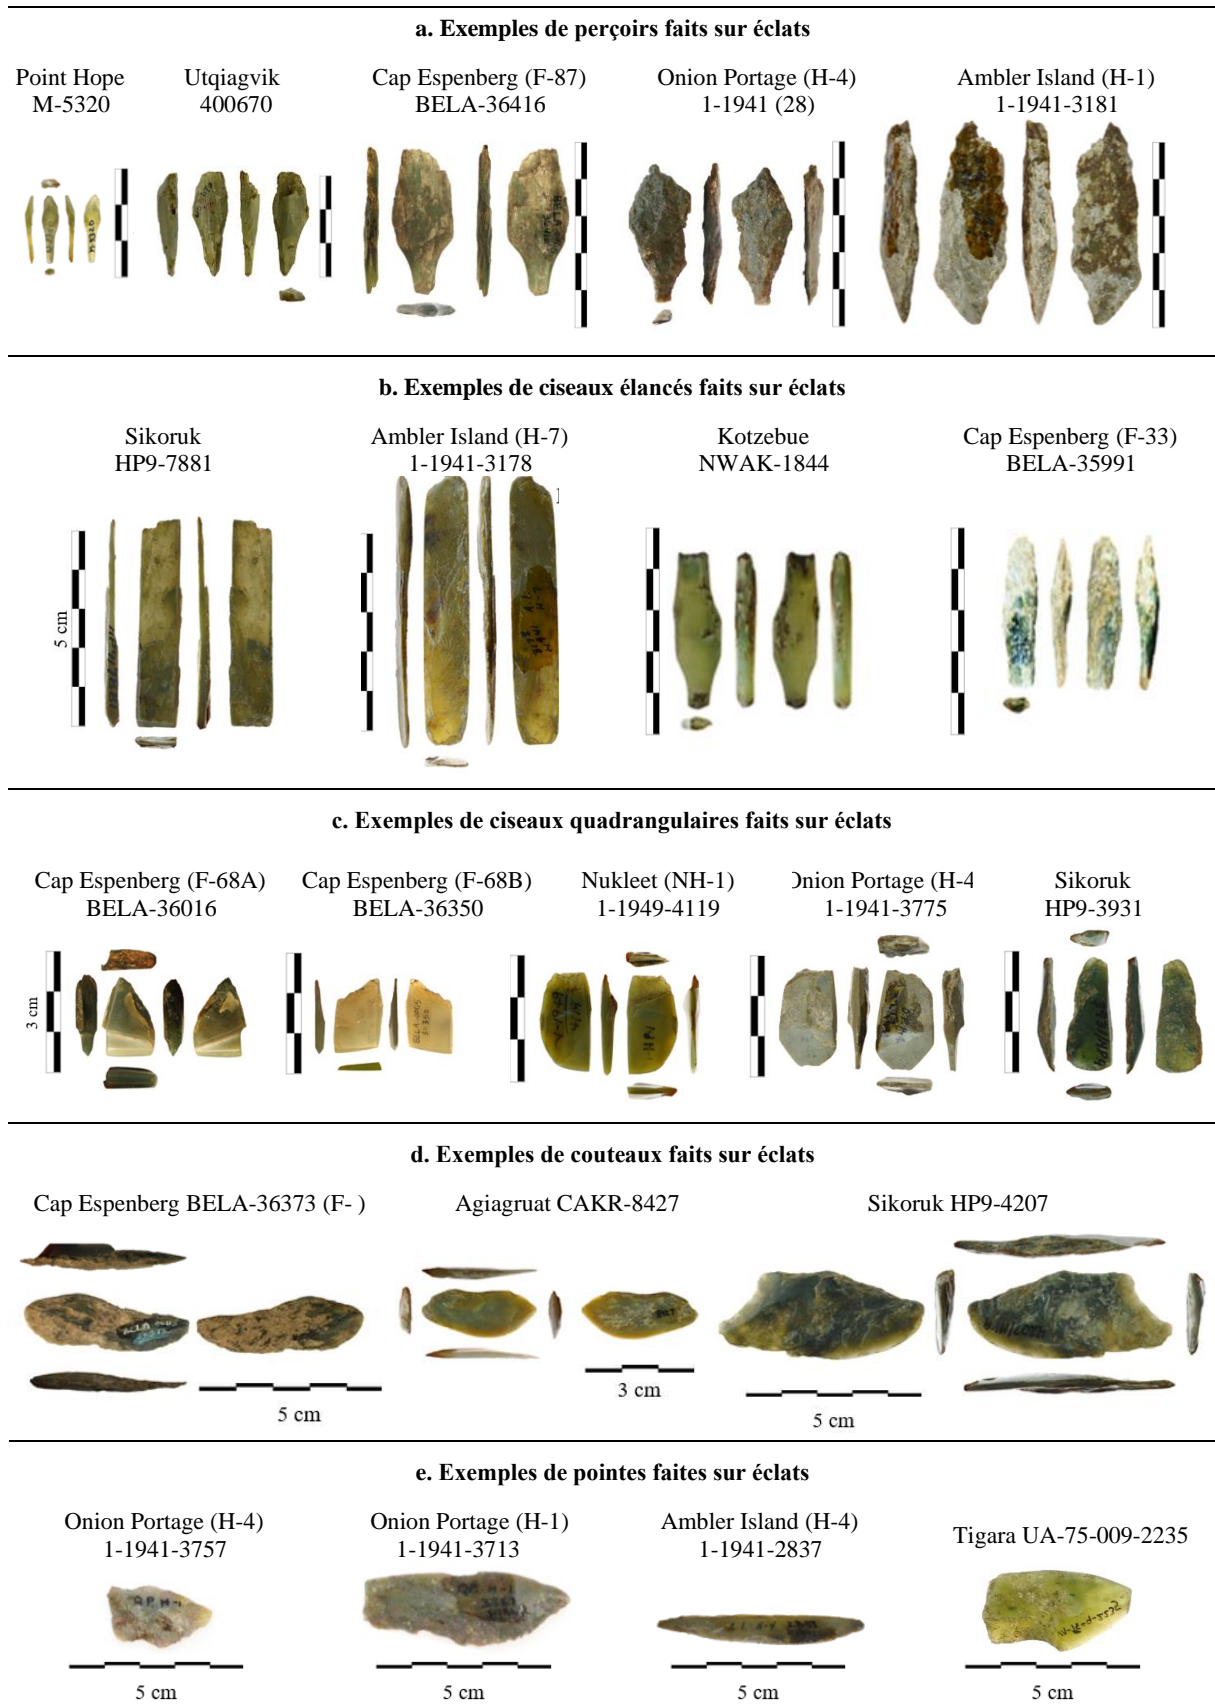 a. Exemples de perçoirs faits sur éclats
Point Hope
M-5320
Utqiagvik
400670
Cap Espenberg (F-87)
BELA-36416
Onion Portage (H-4)
1-1941 (28)
Ambler Island (H-1)
1-1941-3181
b. Exemples de ciseaux élancés faits sur éclats
Sikoruk
HP9-7881
Ambler Island (H-7)
1-1941-3178
Kotzebue
NWAK-1844
Cap Espenberg (F-33)
BELA-35991
5 cm
c. Exemples de ciseaux quadrangulaires faits sur éclats
Cap Espenberg (F-68A)
BELA-36016
Cap Espenberg (F-68B)
BELA-36350
Nukleet (NH-1)
1-1949-4119
Onion Portage (H-4
1-1941-3775
Sikoruk
HP9-3931
3 cm
d. Exemples de couteaux faits sur éclats
Cap Espenberg BELA-36373 (F- )
Agiagruat CAKR-8427
Sikoruk HP9-4207
5 cm
3 cm
5 cm
e. Exemples de pointes faites sur éclats
Onion Portage (H-4)
1-1941-3757
Onion Portage (H-1)
1-1941-3713
Ambler Island (H-4)
1-1941-2837
Tigara UA-75-009-2235
5 cm
5 cm
5 cm
5 cm